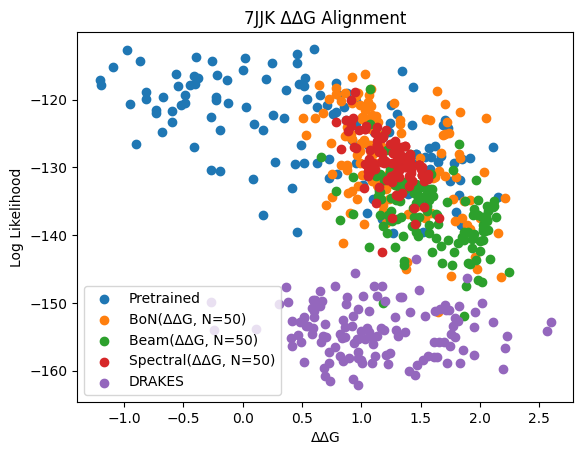 7JJK ΔΔG Alignment
Log Likelihood
−120
−130
−140
−150
−160
Pretrained
BoN(ΔΔG, N=50)
Beam(ΔΔG, N=50)
Spectral(ΔΔG, N=50)
DRAKES
−1.0 −0.5 0.0 0.5 1.0 1.5 2.0 2.5
ΔΔG